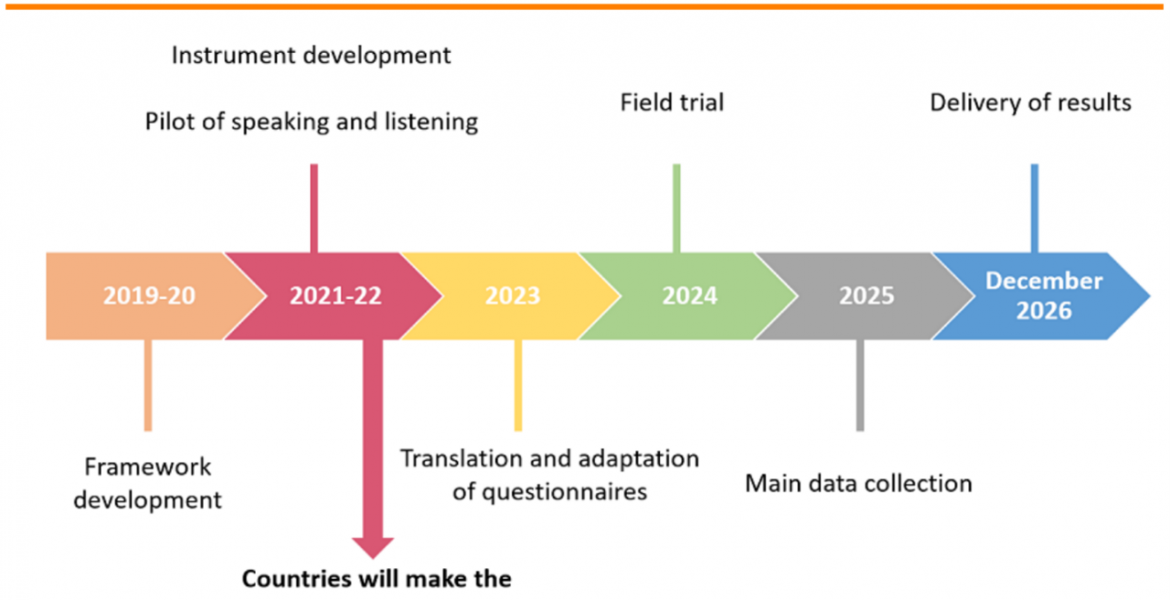 Instrument development
Pilot of speaking and listening
Field trial
Delivery of results
2019-20
2021-22
2023
2024
2025
December
2026
Framework
development
Translation and adaptation
of questionnaires
Main data collection
Countries will make the